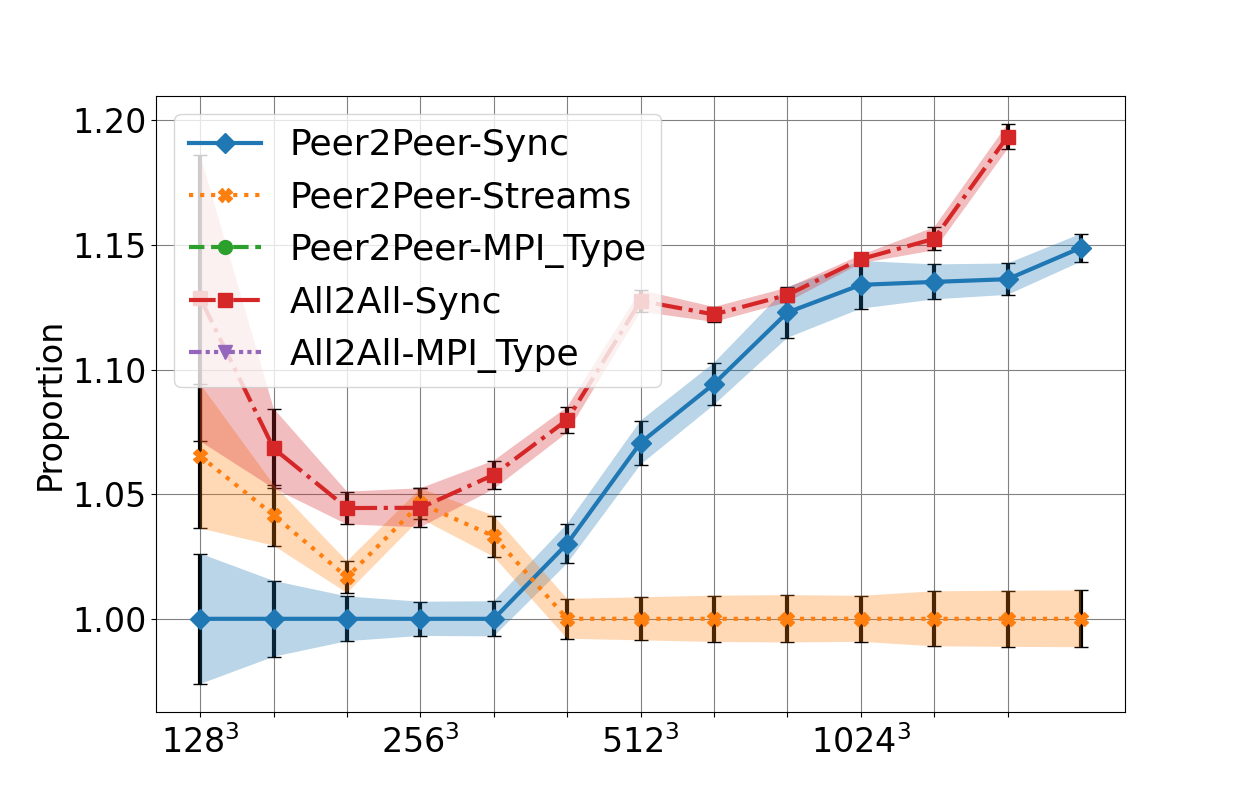 Proportion
1.20
1.15
1.10
1.05
1.00
Peer2Peer-Sync
Peer2Peer-Streams
Peer2Peer-MPI_Type
All2All-Sync
All2All-MPI_Type
128³
256³
512³
1024³